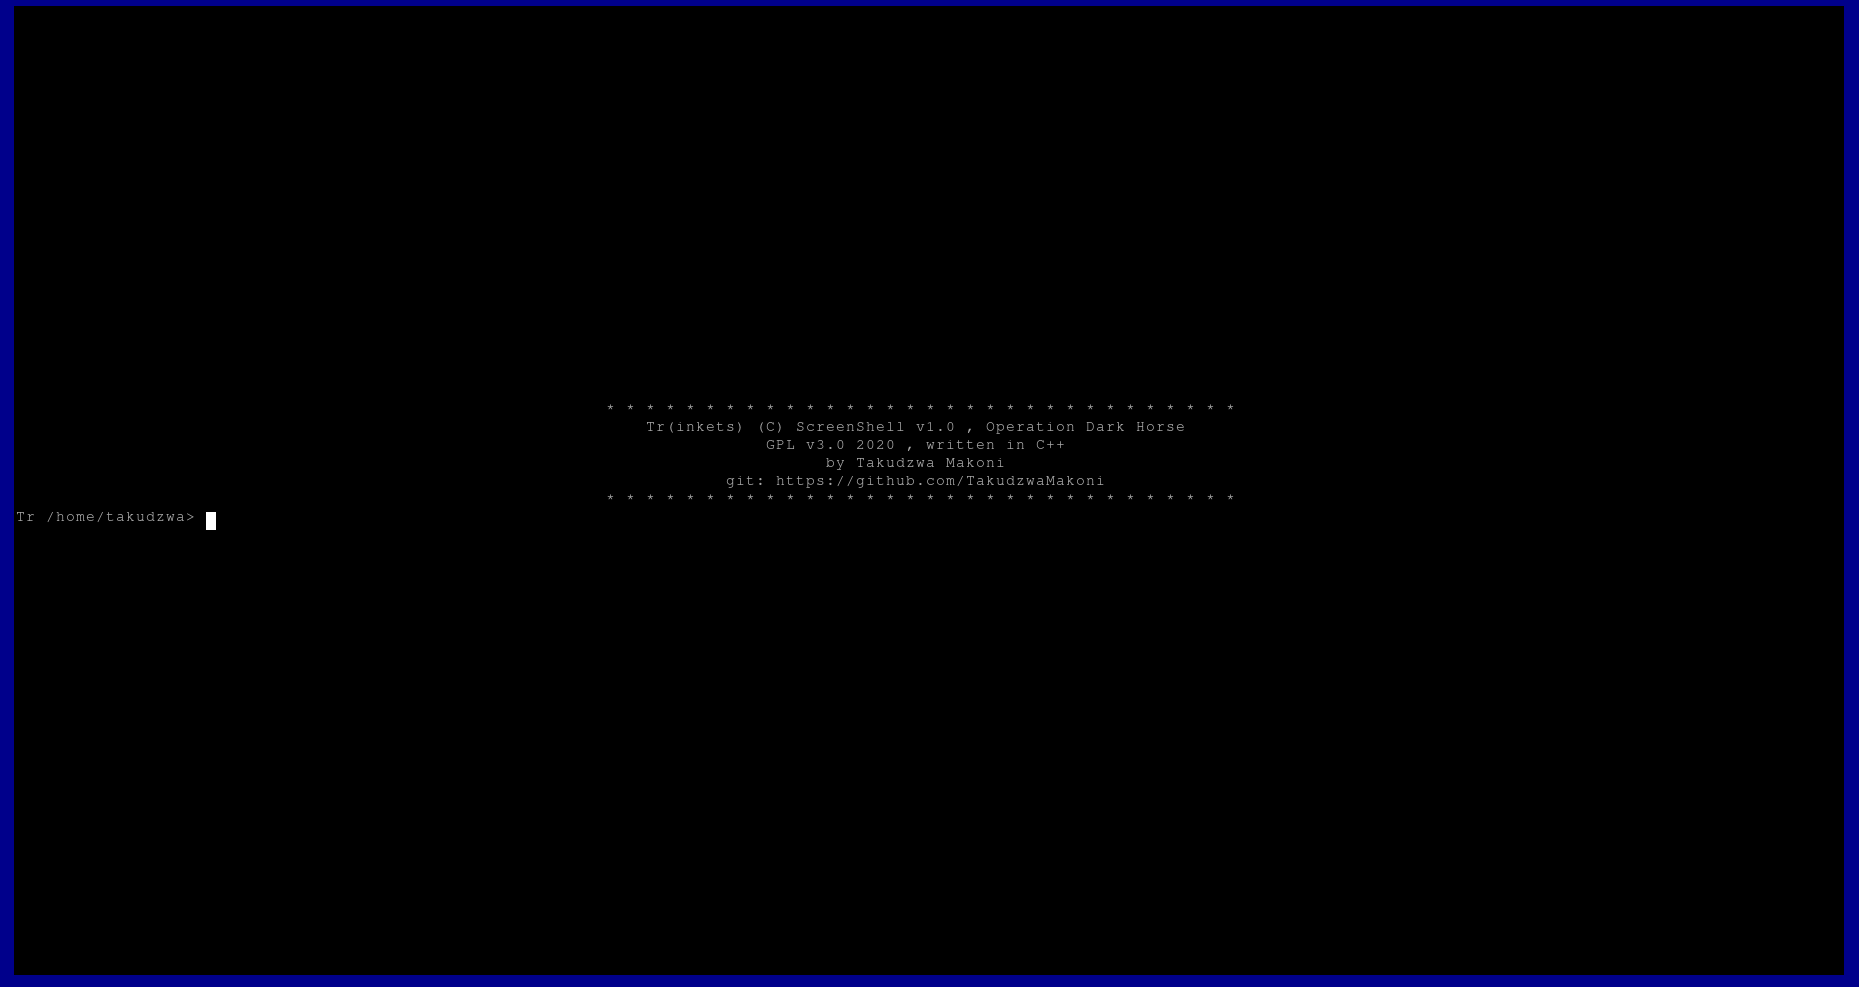 * * * * * * * * * * * * * * * * * * * * * * * * * * * * * * * *
Tr(inkets) (C) ScreenShell v1.0 , Operation Dark Horse
GPL v3.0 2020 , written in C++
by Takudzwa Makoni
git: https://github.com/TakudzwaMakoni
* * * * * * * * * * * * * * * * * * * * * * * * * * * * * * * *
Tr /home/takudzwa>